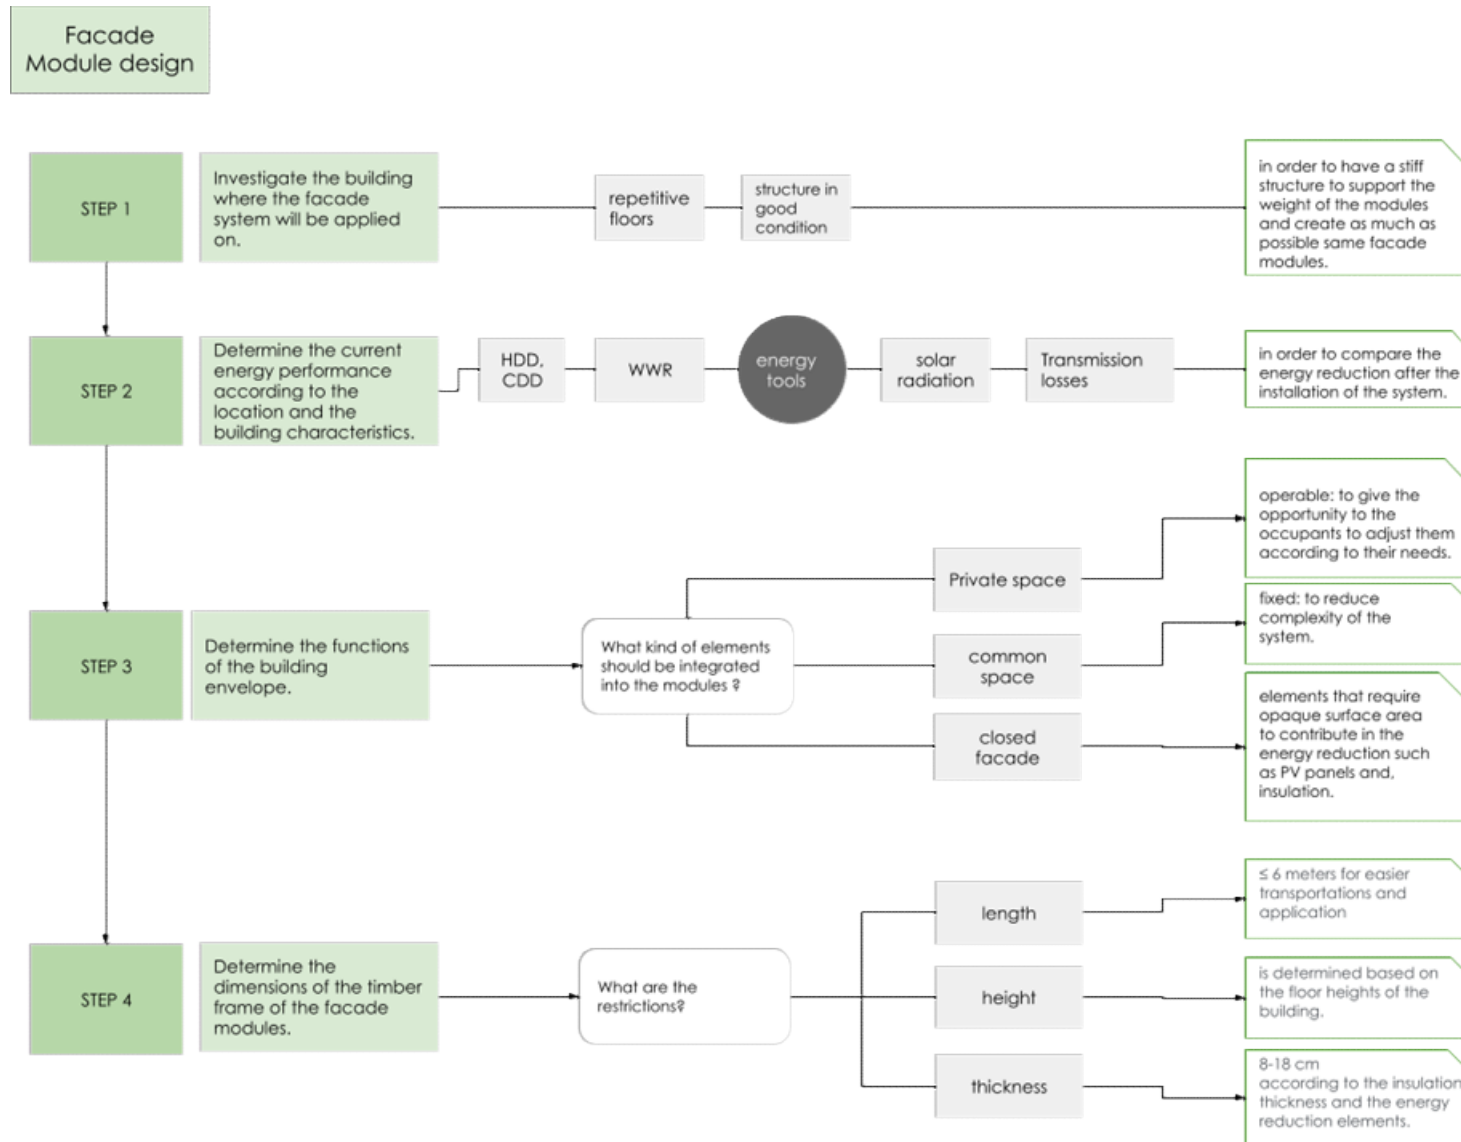 Facade
Module design
STEP 1
Investigate the building
where the facade
system will be applied
on.
repetitive
floors
structure in
good
condition
in order to have a stiff
structure to support the
weight of the modules
and create as much as
possible same facade
modules.
STEP 2
Determine the current
energy performance
according to the
location and the
building characteristics.
HDD,
CDD
WWR
energy
tools
solar
radiation
Transmission
losses
in order to compare the
energy reduction after the
installation of the system.
STEP 3
Determine the functions
of the building
envelope.
What kind of elements
should be integrated
into the modules ?
Private space
operable: to give the
opportunity to the
occupants to adjust them
according to their needs.
common
space
fixed: to reduce
complexity of the
system.
closed
facade
elements that require
opaque surface area
to contribute in the
energy reduction such
as PV panels and,
insulation.
STEP 4
Determine the
dimensions of the timber
frame of the facade
modules.
What are the
restrictions?
length
≤ 6 meters for easier
transportations and
application
height
is determined based on
the floor heights of the
building.
thickness
8-18 cm
according to the insulation
thickness and the energy
reduction elements.